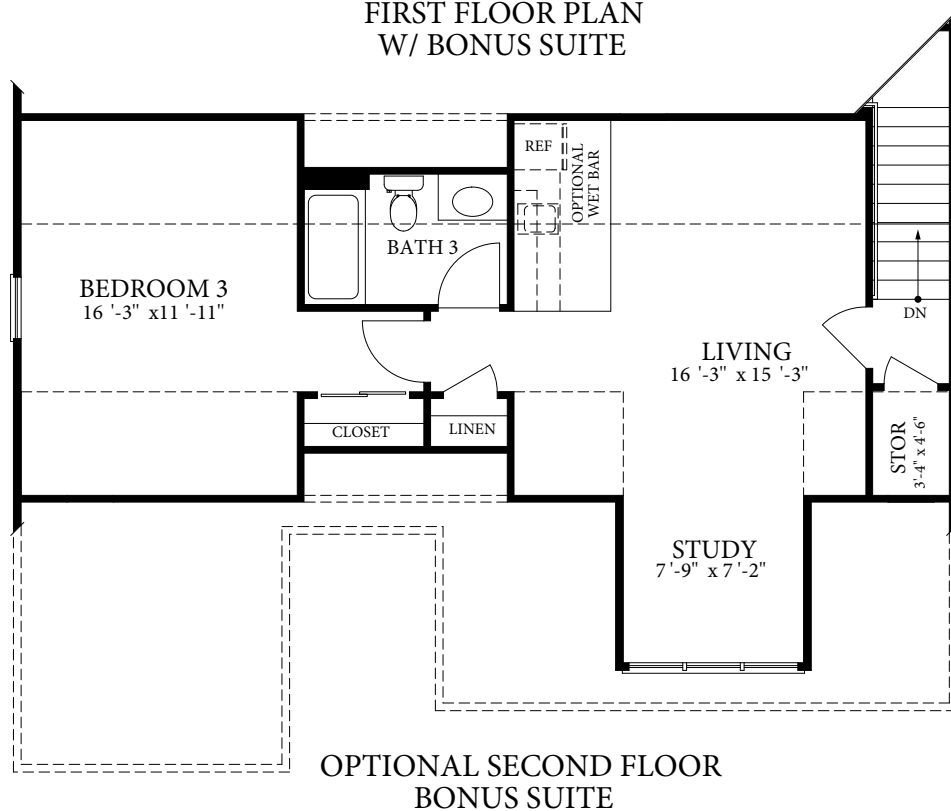 FIRST FLOOR PLAN
W/ BONUS SUITE
REF
OPTIONAL
WET BAR
BATH 3
BEDROOM 3
16 '-3" x11 '-11"
DN
LIVING
16 '-3" x 15 '-3"
CLOSET
LINEN
STOR
3'-4" x 4'-6"
STUDY
7 '-9" x 7 '-2"
OPTIONAL SECOND FLOOR
BONUS SUITE